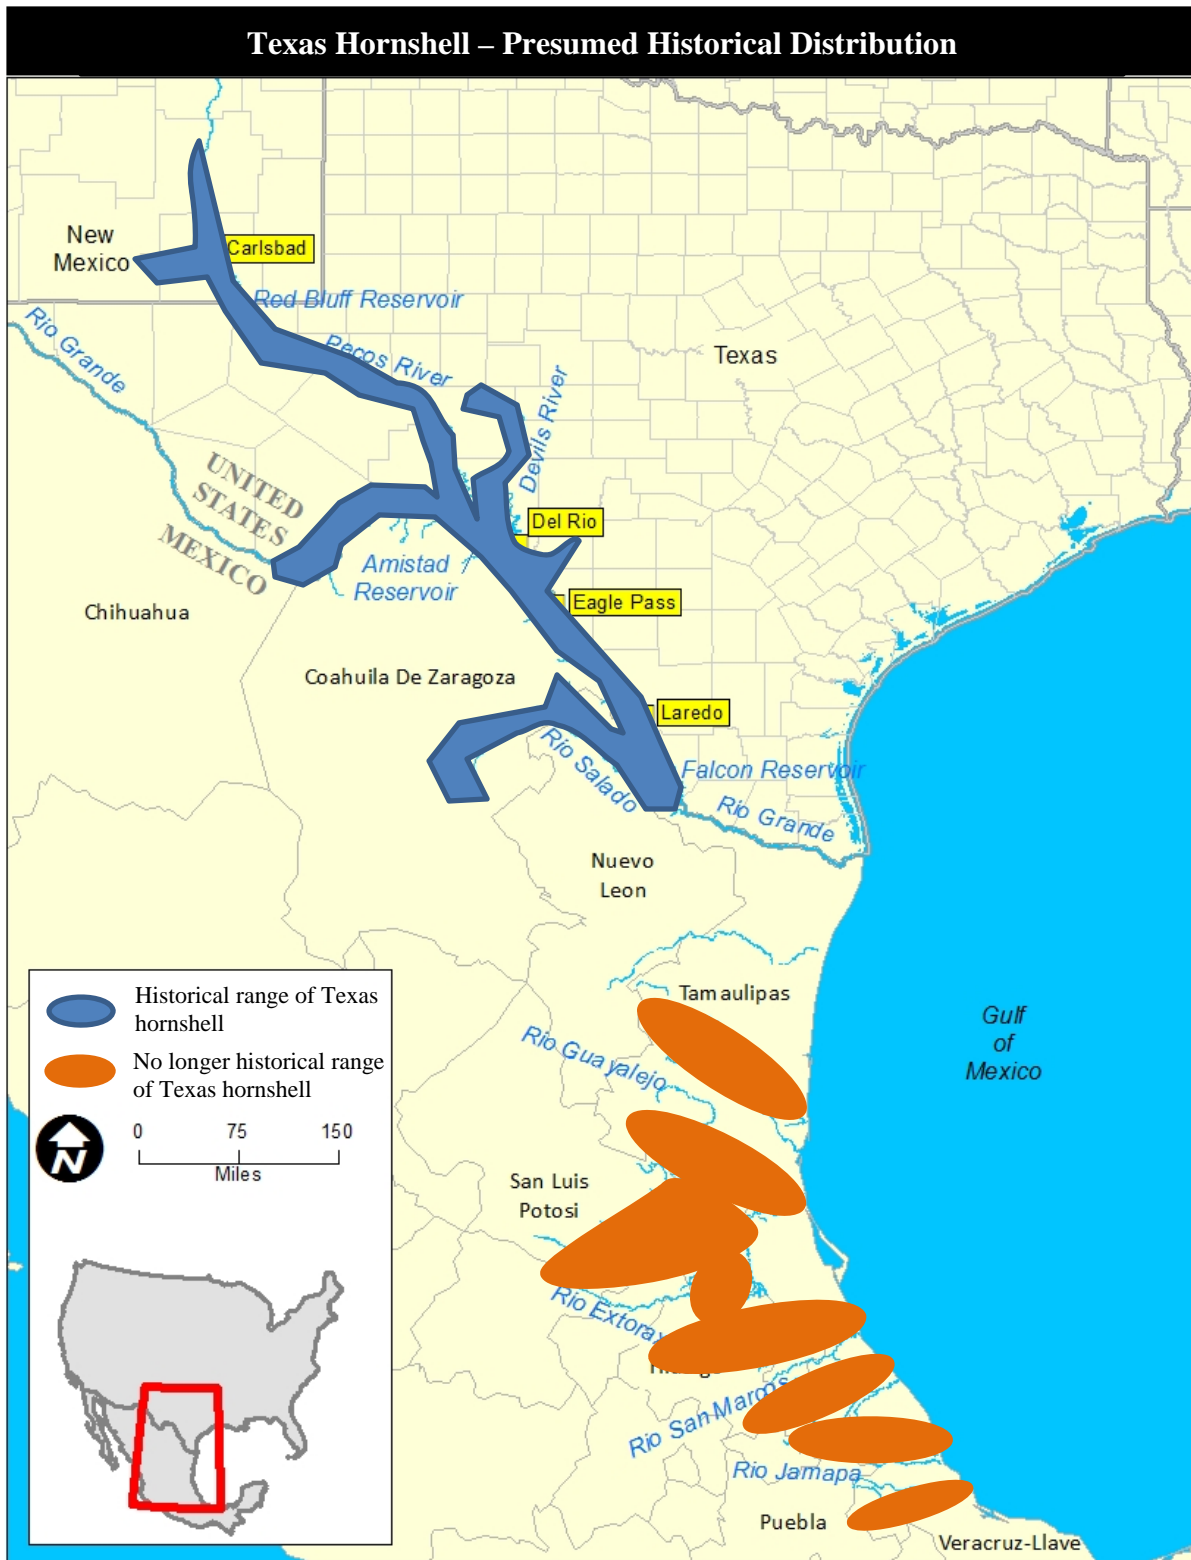 Texas Hornshell – Presumed Historical Distribution
New
Mexico
Carlsbad
Red Bluff Reservoir
Rio Grande
Pecos River
Texas
Devils River
UNITED
STATES
MEXICO
Del Rio
Amistad
Reservoir
Eagle Pass
Chihuahua
Coahuila De Zaragoza
Laredo
Rio Salado
Falcon Reservoir
Rio Grande
Nuevo
Leon
Tamaulipas
Gulf
of
Mexico
Rio Guayalejo
San Luis
Potosi
Rio Extorax
Rio San Marcos
Rio Jamapa
Puebla
Veracruz-Llave
Historical range of Texas
hornshell
No longer historical range
of Texas hornshell
N
0 75 150
Miles